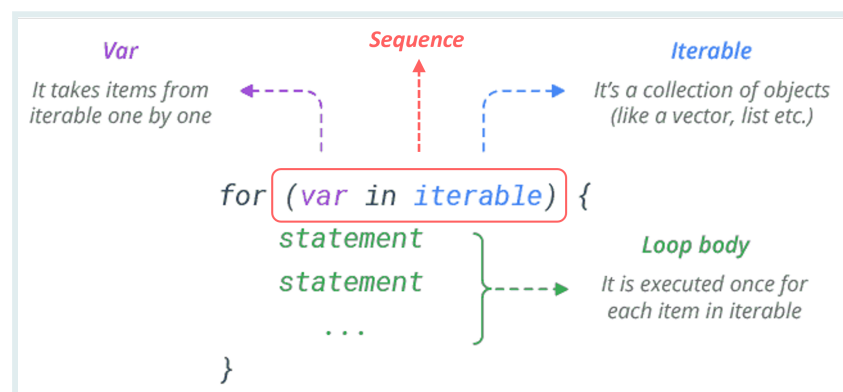 Var
Sequence
Iterable
It takes items from
iterable one by one
It's a collection of objects
(like a vector, list etc.)
for (var in iterable) {
statement
statement
...
}
Loop body
It is executed once for
each item in iterable